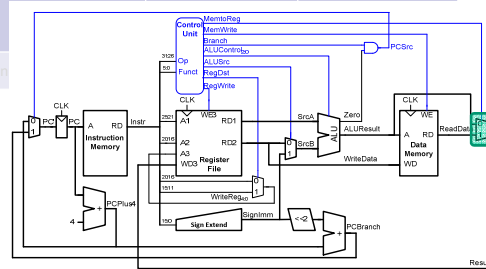 Control
Unit
MemtoReg
MemWrite
Branch
ALUControl2:0
PCSrc
Op
ALUSrc
Funct
RegDst
RegWrite
31:26
5:0
CLK
CLK
CLK
0
1
PC'
PC
A
RD
Instruction
Memory
Instr
25:21
A1
WE3
RD1
SrcA
Zero
WE
20:16
A2
RD2
0
1
SrcB
ALU
ALUResult
A
RD
ReadData
A3
Register
File
Data
Memory
WD3
WriteData
WD
20:16
0
15:11
1
WriteReg4:0
PCPlus4
SignImm
+
4
15:0
Sign Extend
<<2
+
PCBranch